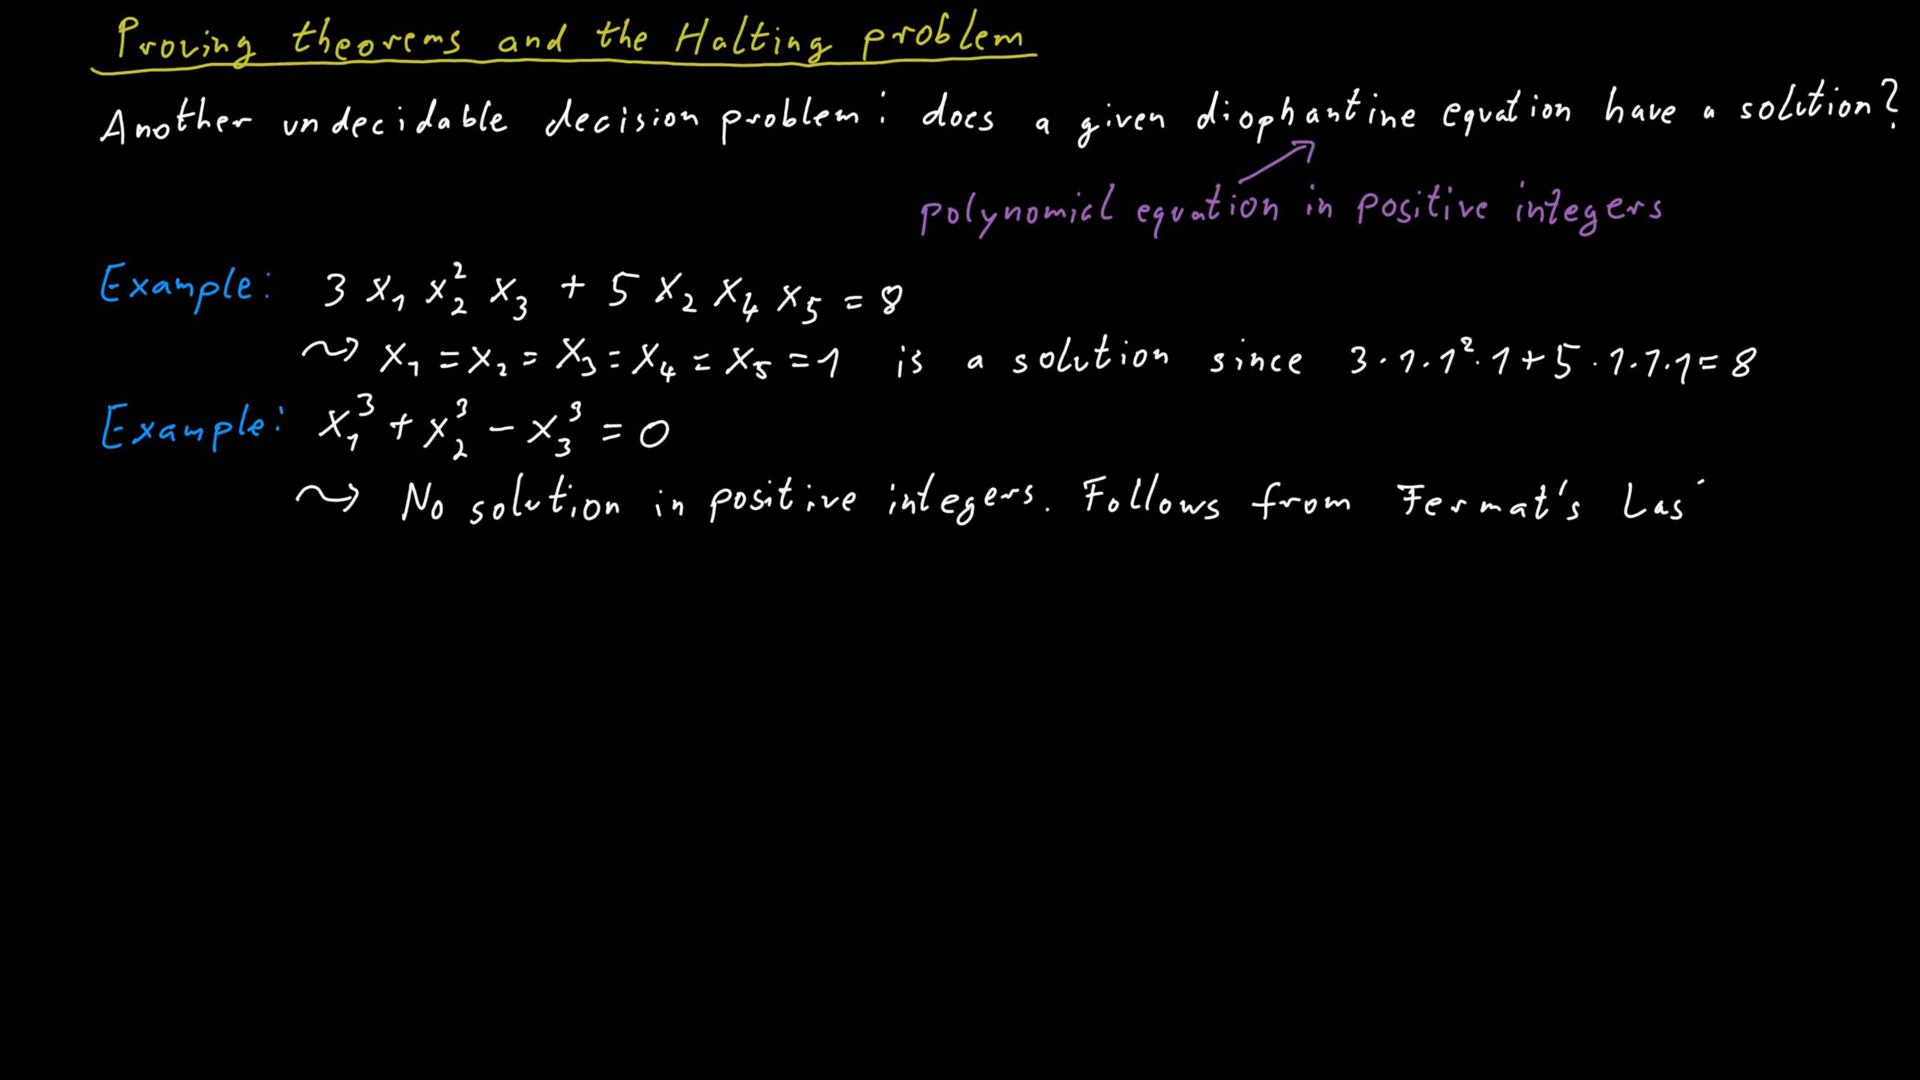 Proving theorems and the Halting problem
Another undecidable decision problem: does a given diophantine equation have a solution?
polynomial equation in positive integers
Example: 3 x₁ x₂² x₃ + 5 x₂ x₄ x₅ = 8
⤳ x₁ = x₂ = x₃ = x₄ = x₅ = 1 is a solution since 3·1·1²·1 + 5·1·1·1 = 8
Example: x₁³ + x₂³ − x₃³ = 0
⤳ No solution in positive integers. Follows from Fermat's Las